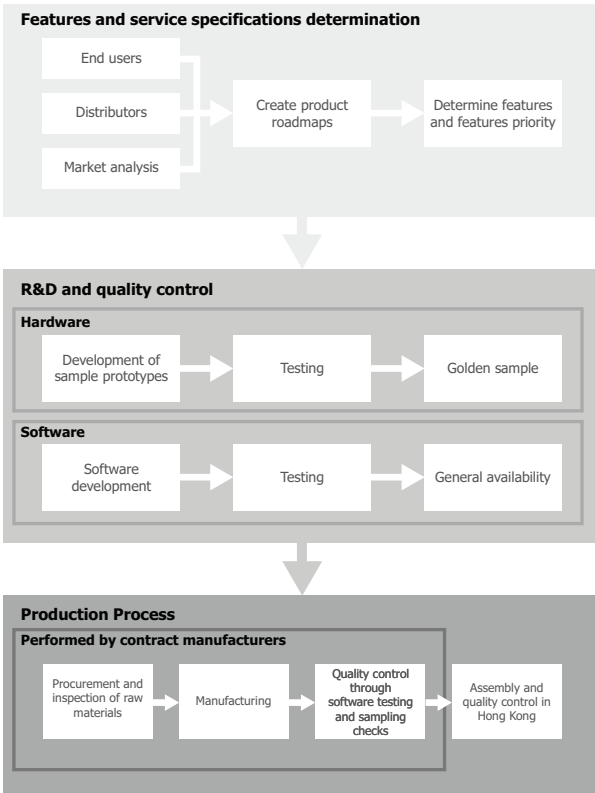 Features and service specifications determination
End users
Distributors
Market analysis
Create product
roadmaps
Determine features
and features priority
R&D and quality control
Hardware
Development of
sample prototypes
Testing
Golden sample
Software
Software
development
Testing
General availability
Production Process
Performed by contract manufacturers
Procurement and
inspection of raw
materials
Manufacturing
Quality control
through
software testing
and sampling
checks
Assembly and
quality control in
Hong Kong